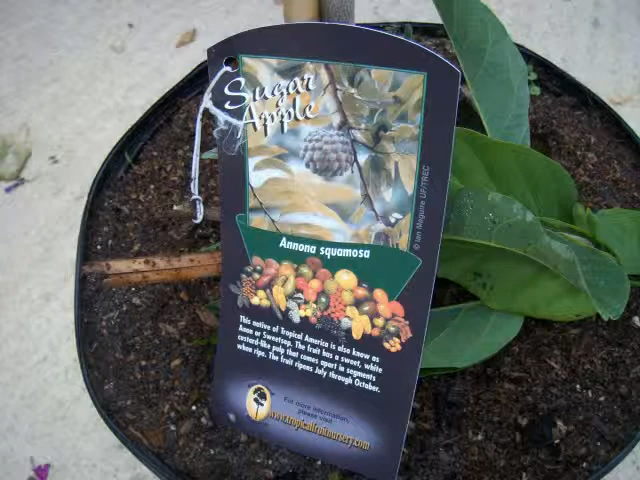 Sugar
Apple
© Ian Maguire UF/TREC
Annona squamosa
This native of Tropical America is also know as
Anon or Sweetsop. The fruit has a sweet, white
custard-like pulp that comes apart in segments
when ripe. The fruit ripens July through October.
For more information,
please visit
www.tropicalfruitnursery.com